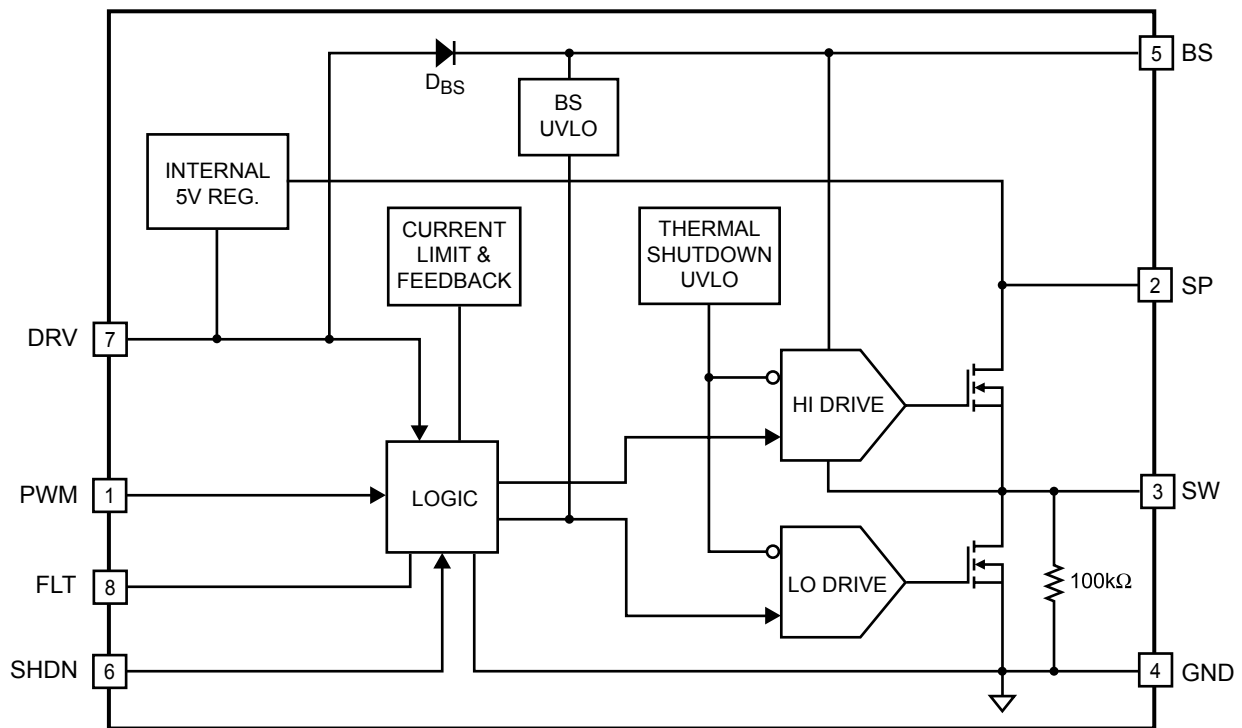 5 BS
D_BS
BS
UVLO
INTERNAL
5V REG.
CURRENT
LIMIT &
FEEDBACK
THERMAL
SHUTDOWN
UVLO
2 SP
DRV 7
HI DRIVE
PWM 1
LOGIC
3 SW
FLT 8
LO DRIVE
100kΩ
SHDN 6
4 GND